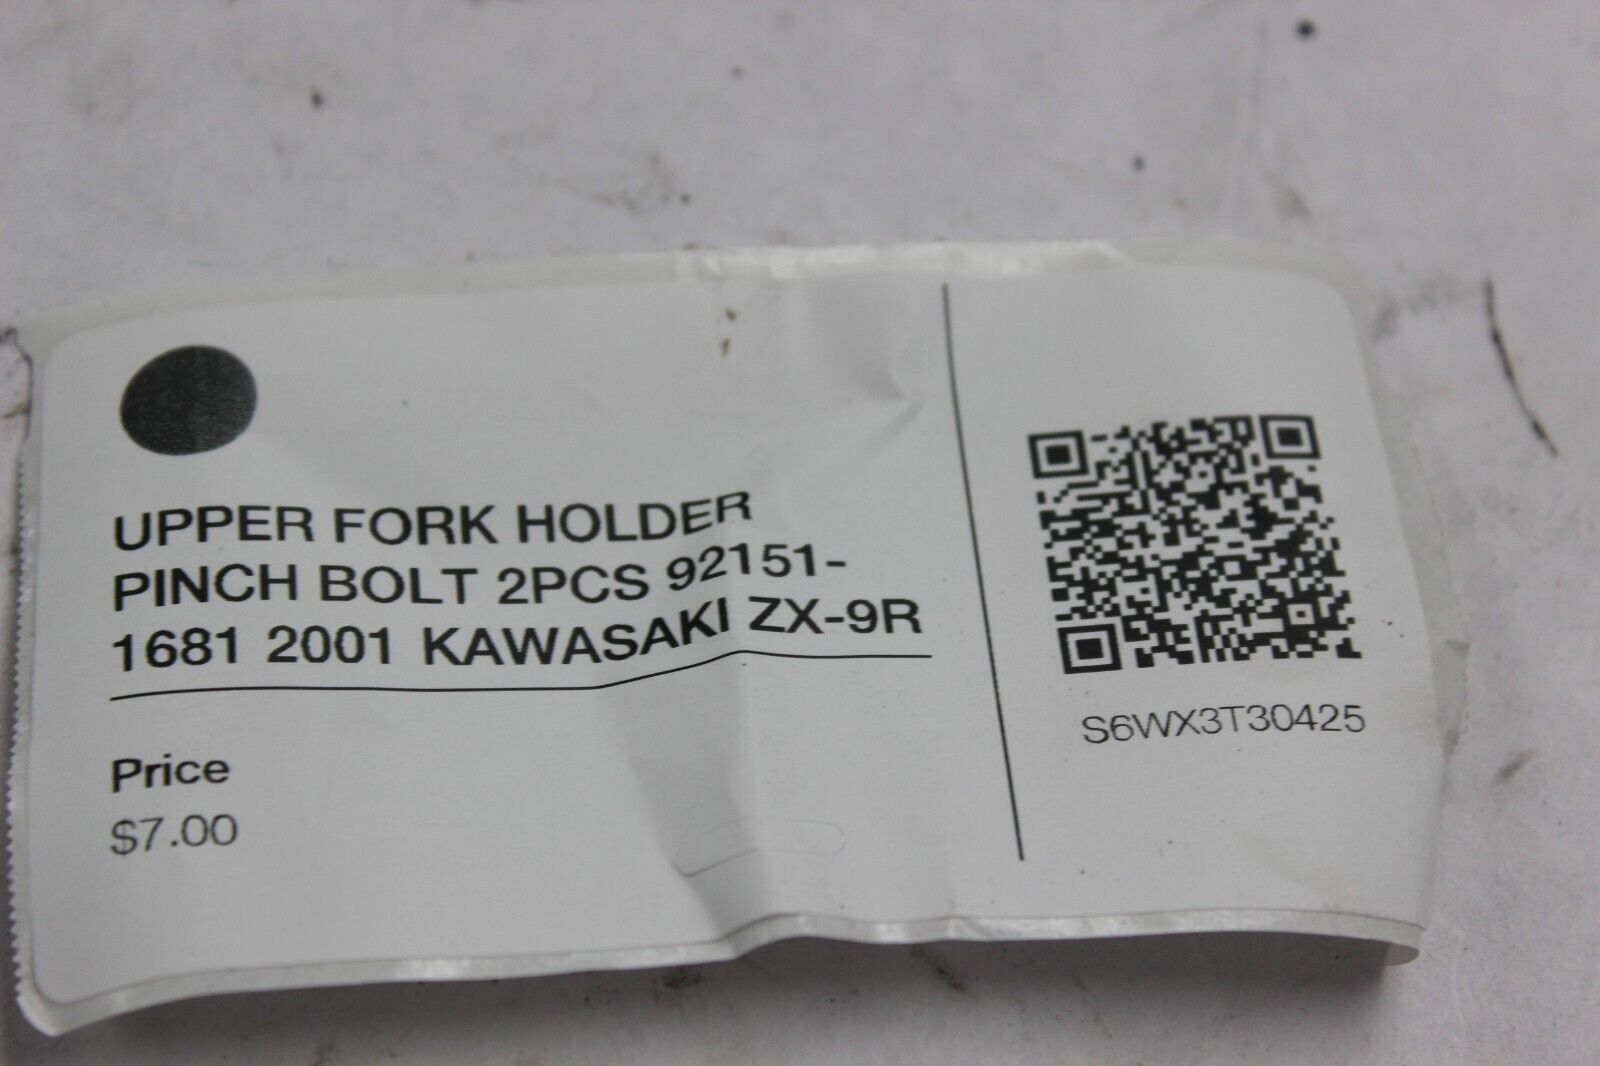 UPPER FORK HOLDER
PINCH BOLT 2PCS 92151-
1681 2001 KAWASAKI ZX-9R
Price
$7.00
S6WX3T30425